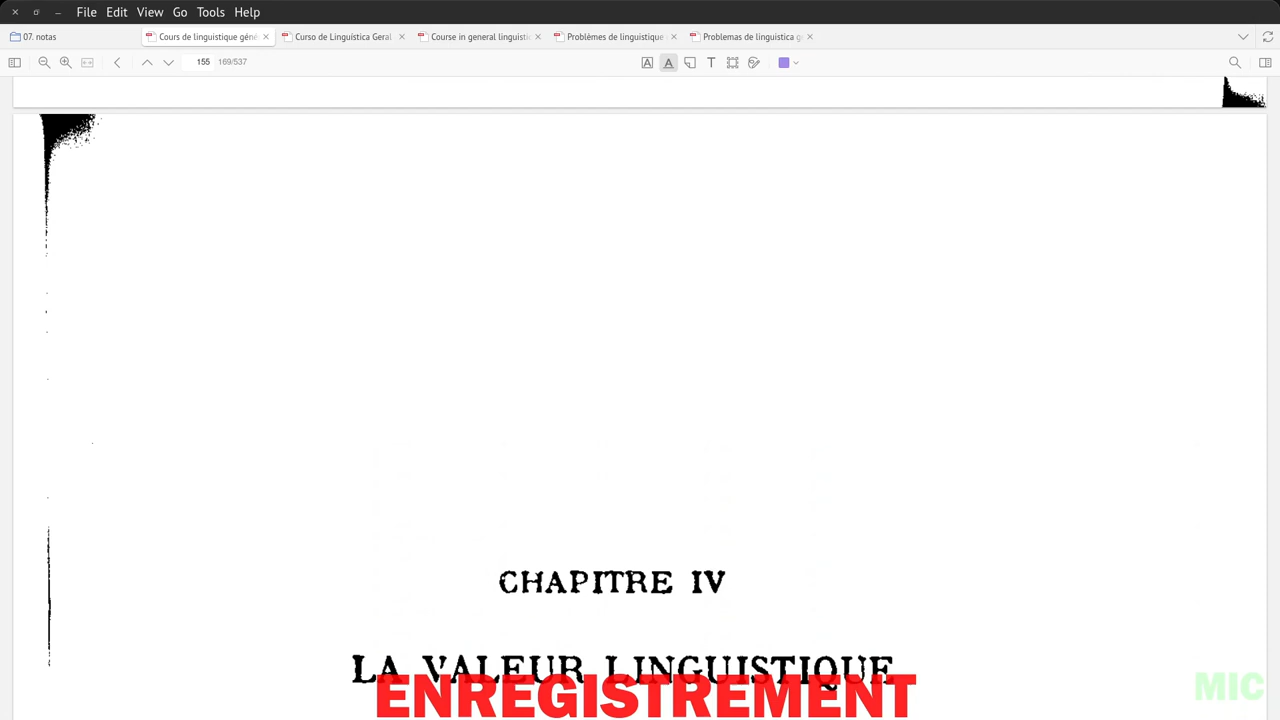 File Edit View Go Tools Help
07. notas
Cours de linguistique géné
Curso de Linguística Geral
Course in general linguisti
Problèmes de linguistique
Problemas de linguistica g
155 169/537
CHAPITRE IV
LA VALEUR LINGUISTIQUE
ENREGISTREMENT
MIC